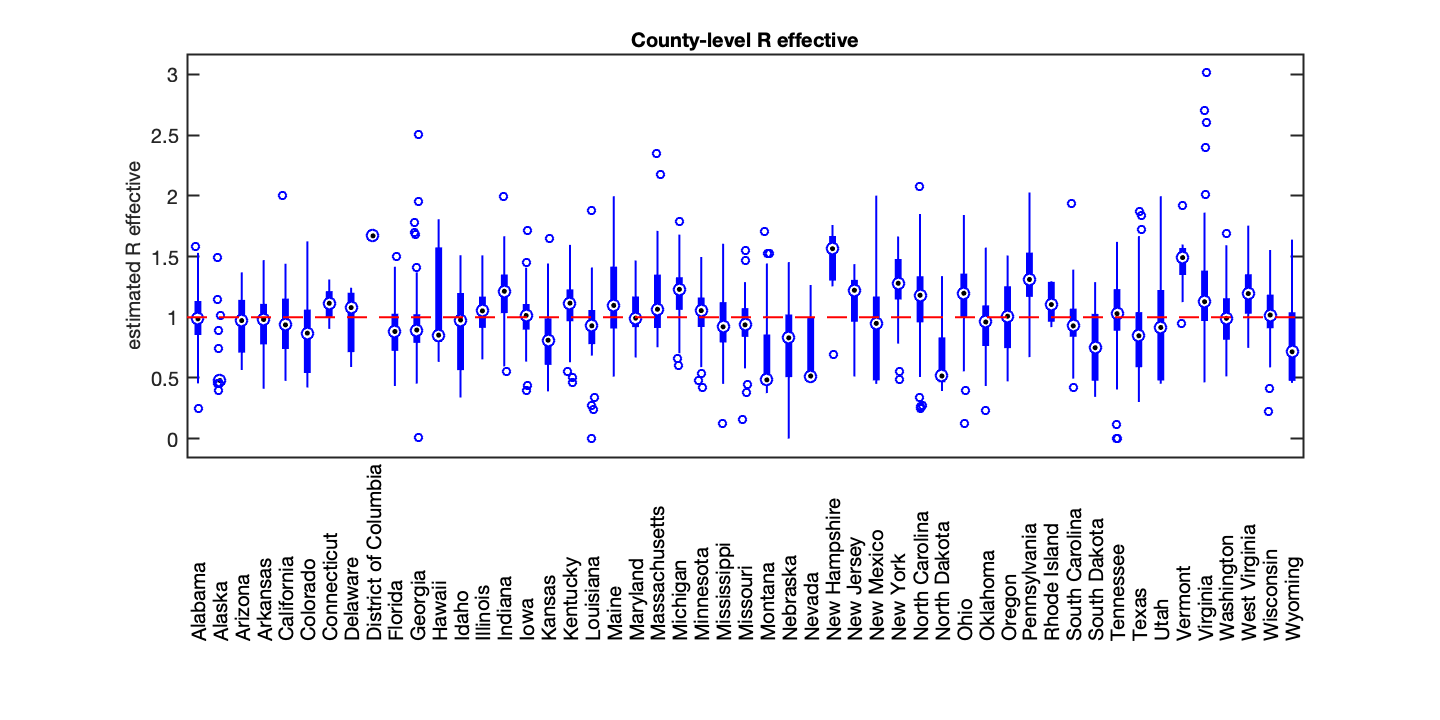 County-level R effective
estimated R effective
3
2.5
2
1.5
1
0.5
0
Alabama
Alaska
Arizona
Arkansas
California
Colorado
Connecticut
Delaware
District of Columbia
Florida
Georgia
Hawaii
Idaho
Illinois
Indiana
Iowa
Kansas
Kentucky
Louisiana
Maine
Maryland
Massachusetts
Michigan
Minnesota
Mississippi
Missouri
Montana
Nebraska
Nevada
New Hampshire
New Jersey
New Mexico
New York
North Carolina
North Dakota
Ohio
Oklahoma
Oregon
Pennsylvania
Rhode Island
South Carolina
South Dakota
Tennessee
Texas
Utah
Vermont
Virginia
Washington
West Virginia
Wisconsin
Wyoming